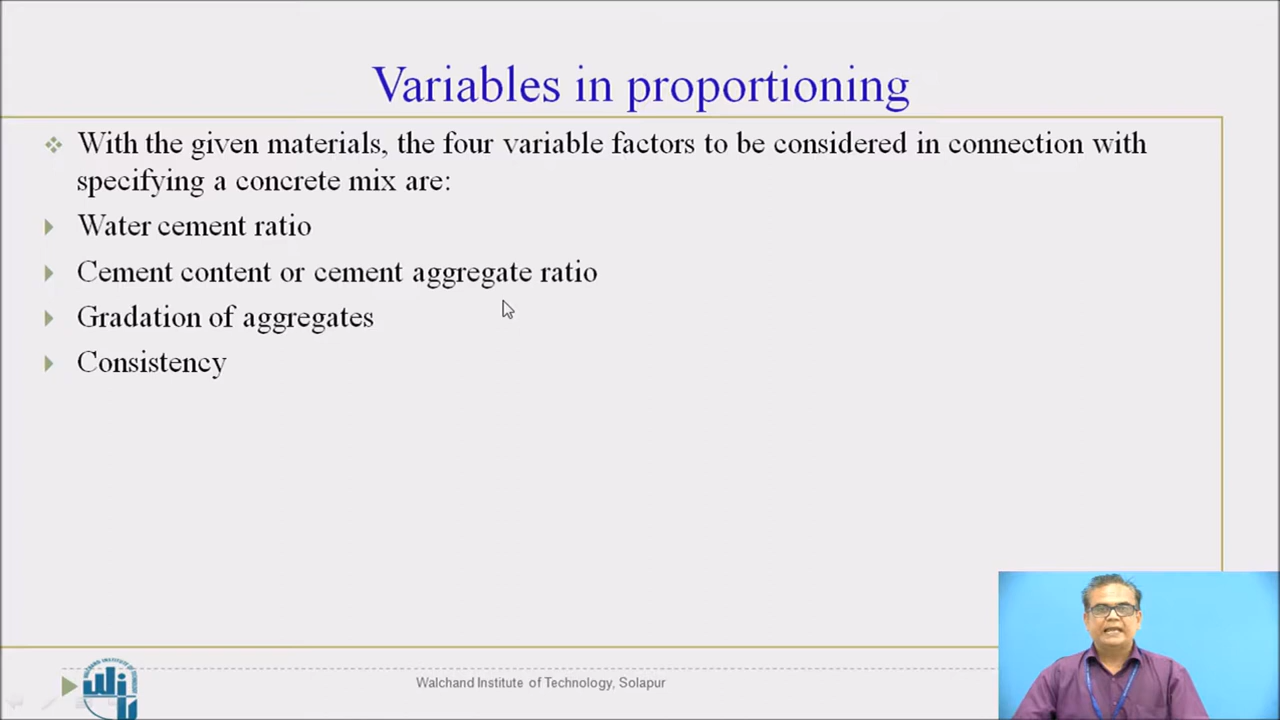 Variables in proportioning
With the given materials, the four variable factors to be considered in connection with
specifying a concrete mix are:
Water cement ratio
Cement content or cement aggregate ratio
Gradation of aggregates
Consistency
Walchand Institute of Technology, Solapur